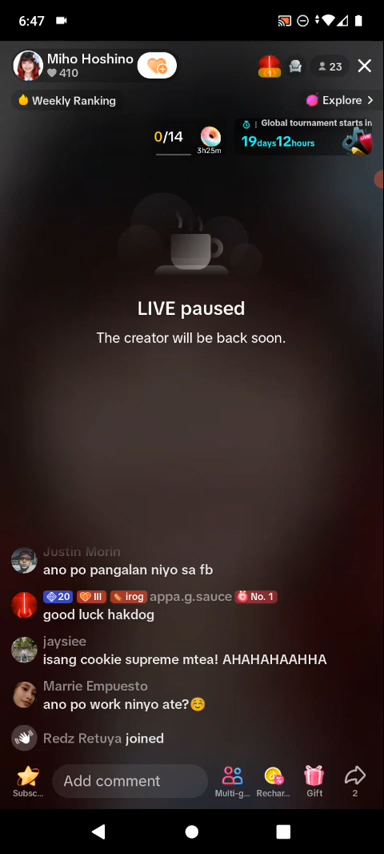 6:47
Miho Hoshino
410
23
Weekly Ranking
Explore
0/14
3h25m
Global tournament starts in
19days12hours
LIVE paused
The creator will be back soon.
Justin Morin
ano po pangalan niyo sa fb
20 III irog appa.g.sauce No. 1
good luck hakdog
jaysiee
isang cookie supreme mtea! AHAHAHAAHHA
Marrie Empuesto
ano po work ninyo ate?☺️
Redz Retuya joined
Add comment
Subsc... Multi-g... Rechar... Gift 2